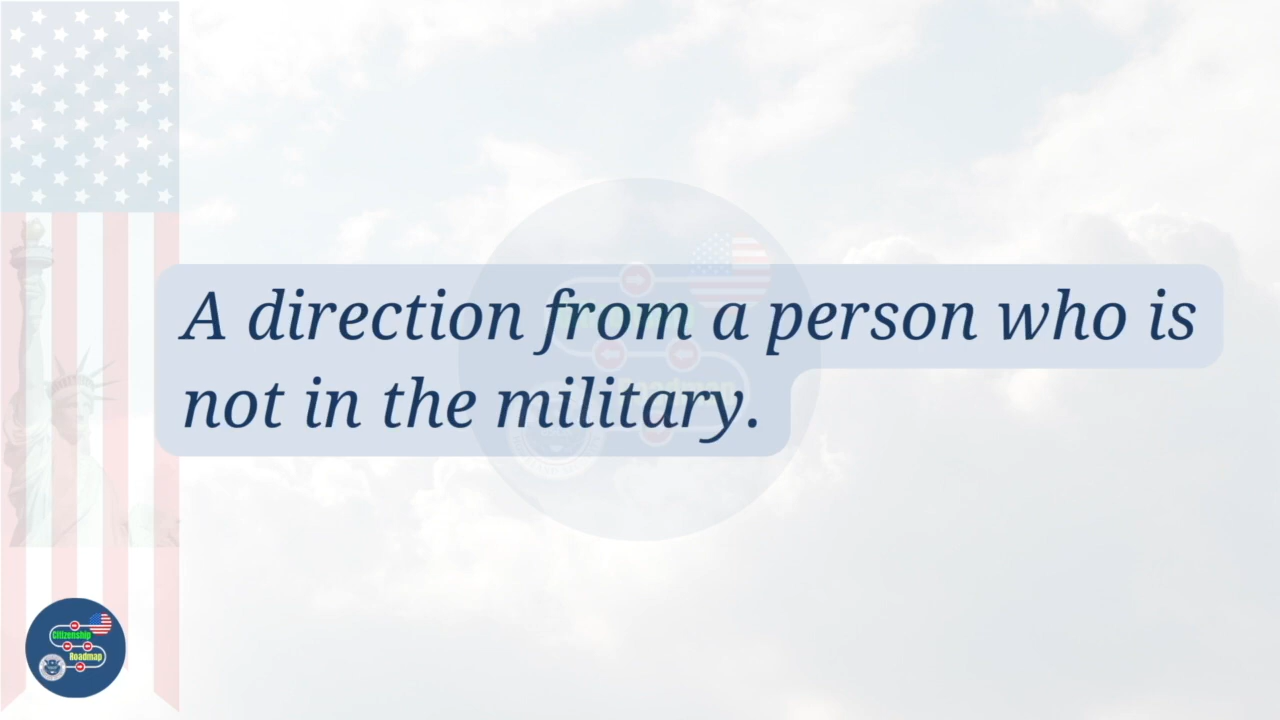 A direction from a person who is
not in the military.
Citizenship
Roadmap